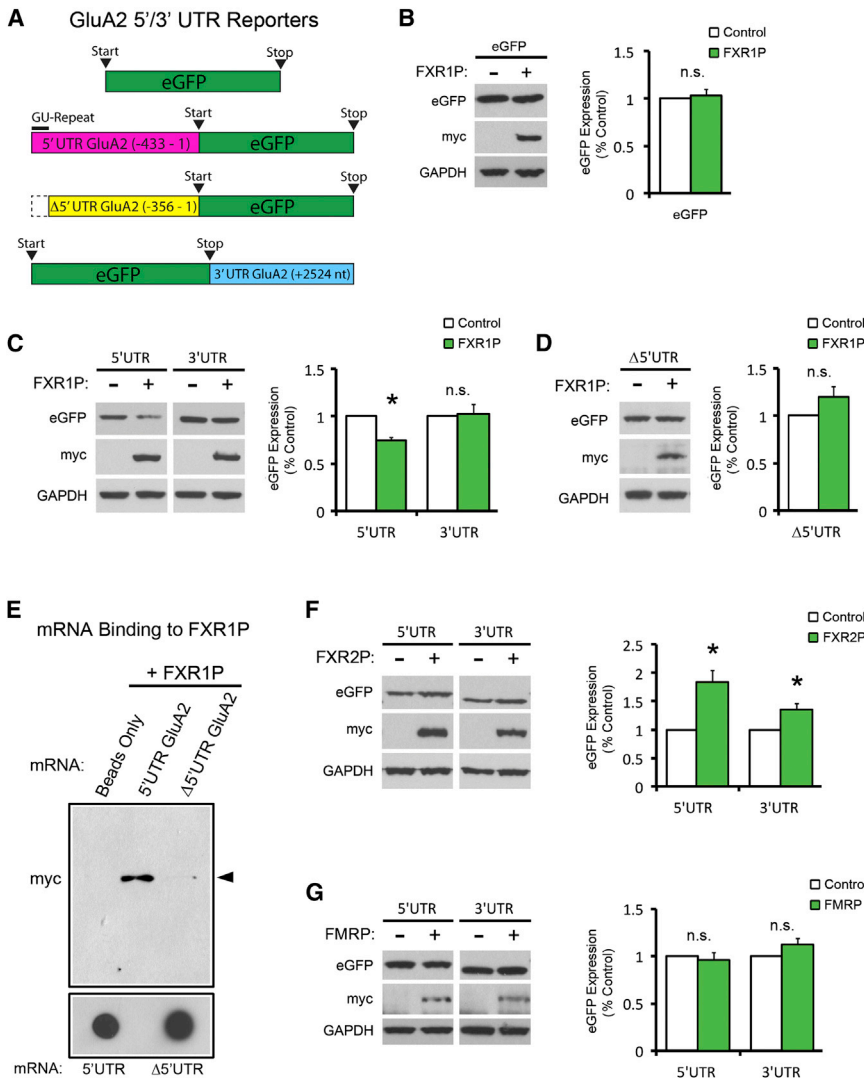 A
GluA2 5'/3' UTR Reporters
Start
Stop
eGFP
GU-Repeat
Start
Stop
5' UTR GluA2 (-433 - 1)
eGFP
Start
Stop
Δ5' UTR GluA2 (-356 - 1)
eGFP
Start
Stop
eGFP
3' UTR GluA2 (+2524 nt)
B
eGFP
FXR1P:
- +
eGFP
myc
GAPDH
Control
FXR1P
eGFP Expression
(% Control)
1.5
1
0.5
0
n.s.
eGFP
C
5'UTR 3'UTR
FXR1P:
- + - +
eGFP
myc
GAPDH
Control
FXR1P
eGFP Expression
(% Control)
1.5
1
0.5
0
*
n.s.
5'UTR 3'UTR
D
Δ5'UTR
FXR1P:
- +
eGFP
myc
GAPDH
Control
FXR1P
eGFP Expression
(% Control)
1.5
1
0.5
0
n.s.
Δ5'UTR
E
mRNA Binding to FXR1P
+ FXR1P
mRNA:
Beads Only
5'UTR GluA2
Δ5'UTR GluA2
myc
mRNA: 5'UTR Δ5'UTR
F
5'UTR 3'UTR
FXR2P:
- + - +
eGFP
myc
GAPDH
Control
FXR2P
eGFP Expression
(% Control)
2.5
2
1.5
1
0.5
0
*
*
5'UTR 3'UTR
G
5'UTR 3'UTR
FMRP:
- + - +
eGFP
myc
GAPDH
Control
FMRP
eGFP Expression
(% Control)
1.5
1
0.5
0
n.s.
n.s.
5'UTR 3'UTR